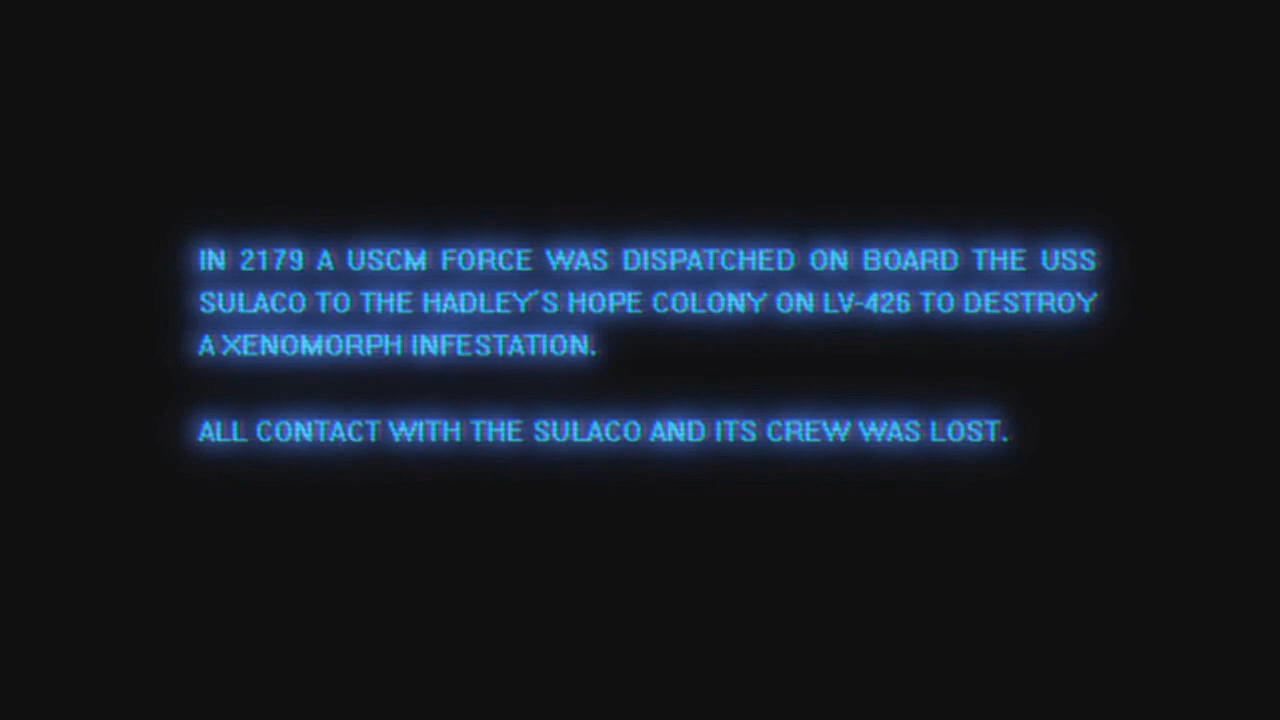 IN 2179 A USCM FORCE WAS DISPATCHED ON BOARD THE USS
SULACO TO THE HADLEY'S HOPE COLONY ON LV-426 TO DESTROY
A XENOMORPH INFESTATION.
ALL CONTACT WITH THE SULACO AND ITS CREW WAS LOST.